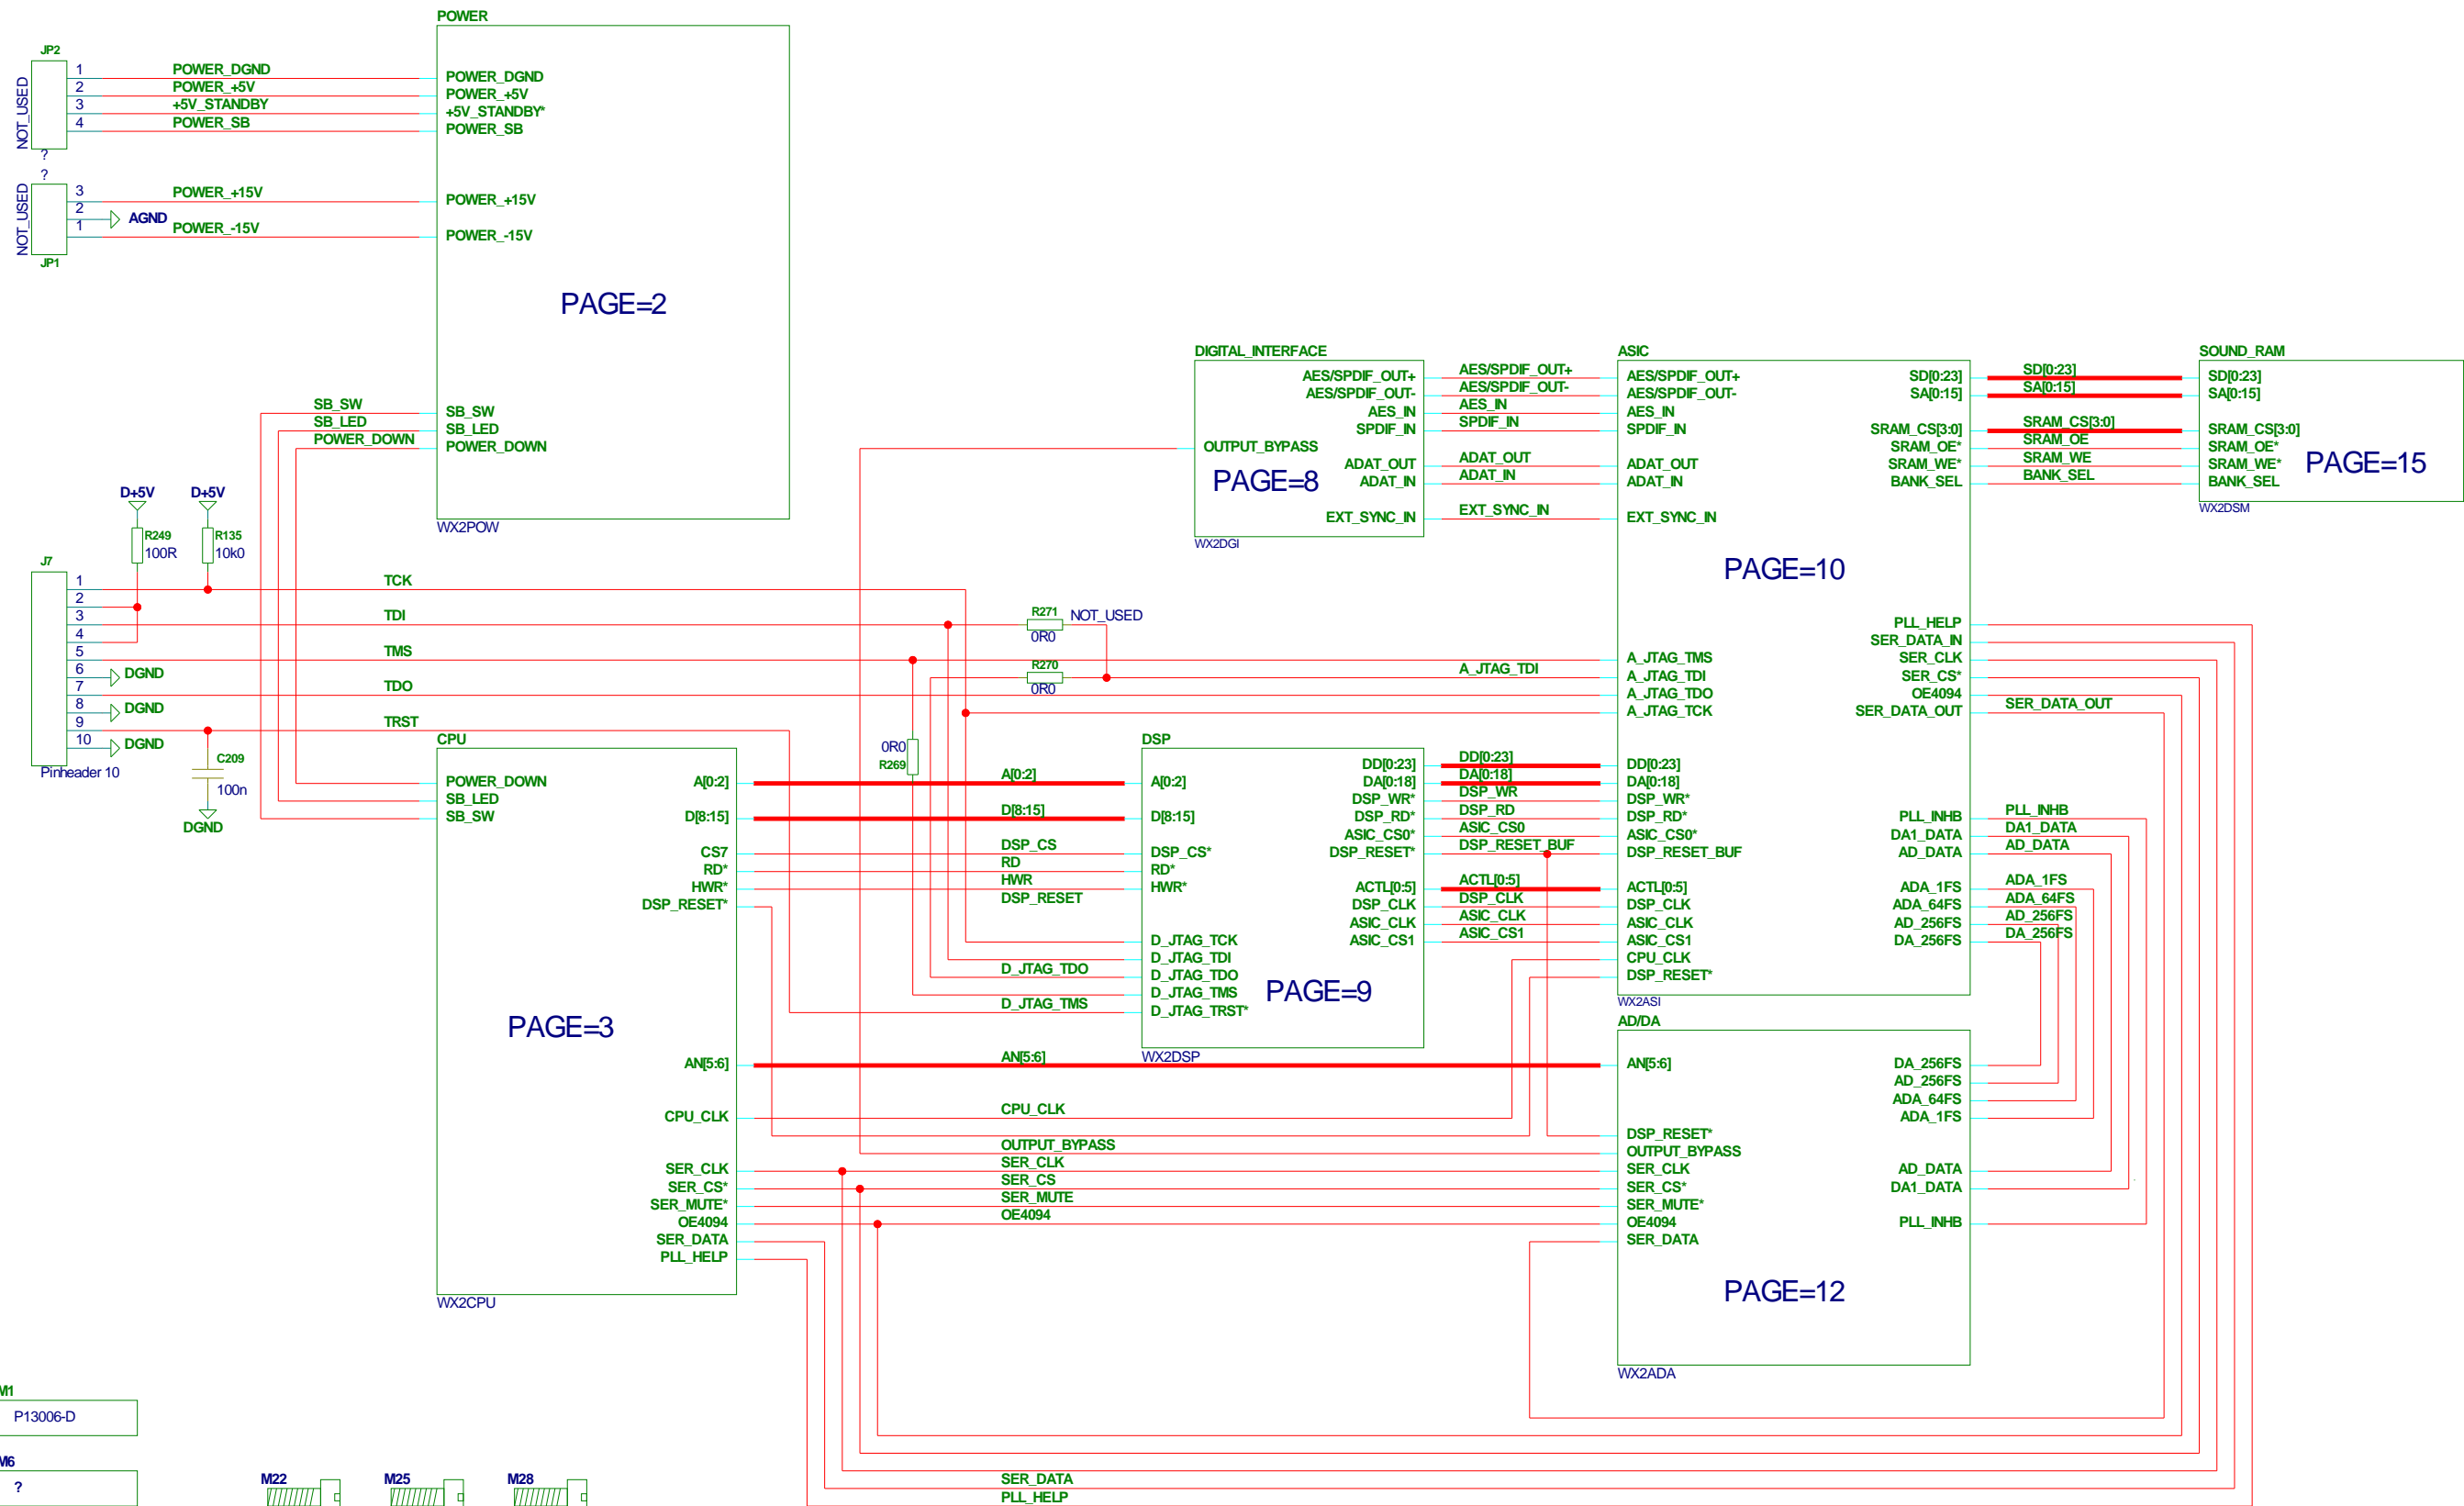 POWER
JP2
NOT_USED
1
2
3
4
?
POWER_DGND
POWER_+5V
+5V_STANDBY
POWER_SB
POWER_DGND
POWER_+5V
+5V_STANDBY*
POWER_SB
?
NOT_USED
3
2
1
JP1
POWER_+15V
AGND
POWER_-15V
POWER_+15V
POWER_-15V
PAGE=2
SB_SW
SB_LED
POWER_DOWN
SB_SW
SB_LED
POWER_DOWN
WX2POW
DIGITAL_INTERFACE
AES/SPDIF_OUT+
AES/SPDIF_OUT-
AES_IN
SPDIF_IN
OUTPUT_BYPASS
ADAT_OUT
PAGE=8
ADAT_IN
EXT_SYNC_IN
WX2DGI
AES/SPDIF_OUT+
AES/SPDIF_OUT-
AES_IN
SPDIF_IN
ADAT_OUT
ADAT_IN
EXT_SYNC_IN
ASIC
AES/SPDIF_OUT+
AES/SPDIF_OUT-
AES_IN
SPDIF_IN
ADAT_OUT
ADAT_IN
EXT_SYNC_IN
SD[0:23]
SA[0:15]
SRAM_CS[3:0]
SRAM_OE*
SRAM_WE*
BANK_SEL
PAGE=10
SD[0:23]
SA[0:15]
SRAM_CS[3:0]
SRAM_OE
SRAM_WE
BANK_SEL
SOUND_RAM
SD[0:23]
SA[0:15]
SRAM_CS[3:0]
SRAM_OE*
SRAM_WE*
BANK_SEL
PAGE=15
WX2DSM
D+5V
D+5V
R249
100R
R135
10k0
J7
1
2
3
4
5
6
7
8
9
10
Pinheader 10
TCK
TDI
TMS
DGND
TDO
DGND
TRST
DGND
C209
100n
DGND
R271
NOT_USED
0R0
R270
0R0
A_JTAG_TDI
0R0
R269
A_JTAG_TMS
A_JTAG_TDI
A_JTAG_TDO
A_JTAG_TCK
PLL_HELP
SER_DATA_IN
SER_CLK
SER_CS*
OE4094
SER_DATA_OUT
SER_DATA_OUT
CPU
POWER_DOWN
SB_LED
SB_SW
A[0:2]
D[8:15]
CS7
RD*
HWR*
DSP_RESET*
PAGE=3
AN[5:6]
CPU_CLK
SER_CLK
SER_CS*
SER_MUTE*
OE4094
SER_DATA
PLL_HELP
WX2CPU
A[0:2]
D[8:15]
DSP_CS
RD
HWR
DSP_RESET
D_JTAG_TDO
D_JTAG_TMS
AN[5:6]
CPU_CLK
OUTPUT_BYPASS
SER_CLK
SER_CS
SER_MUTE
OE4094
DSP
A[0:2]
D[8:15]
DSP_CS*
RD*
HWR*
D_JTAG_TCK
D_JTAG_TDI
D_JTAG_TDO
D_JTAG_TMS
D_JTAG_TRST*
DD[0:23]
DA[0:18]
DSP_WR*
DSP_RD*
ASIC_CS0*
DSP_RESET*
ACTL[0:5]
DSP_CLK
ASIC_CLK
ASIC_CS1
PAGE=9
WX2DSP
DD[0:23]
DA[0:18]
DSP_WR
DSP_RD
ASIC_CS0
DSP_RESET_BUF
ACTL[0:5]
DSP_CLK
ASIC_CLK
ASIC_CS1
DD[0:23]
DA[0:18]
DSP_WR*
DSP_RD*
ASIC_CS0*
DSP_RESET_BUF
ACTL[0:5]
DSP_CLK
ASIC_CLK
ASIC_CS1
CPU_CLK
DSP_RESET*
WX2ASI
PLL_INHB
DA1_DATA
AD_DATA
ADA_1FS
ADA_64FS
AD_256FS
DA_256FS
PLL_INHB
DA1_DATA
AD_DATA
ADA_1FS
ADA_64FS
AD_256FS
DA_256FS
AD/DA
AN[5:6]
DSP_RESET*
OUTPUT_BYPASS
SER_CLK
SER_CS*
SER_MUTE*
OE4094
SER_DATA
DA_256FS
AD_256FS
ADA_64FS
ADA_1FS
AD_DATA
DA1_DATA
PLL_INHB
PAGE=12
WX2ADA
M1
P13006-D
M6
?
M22
M25
M28
SER_DATA
PLL_HELP